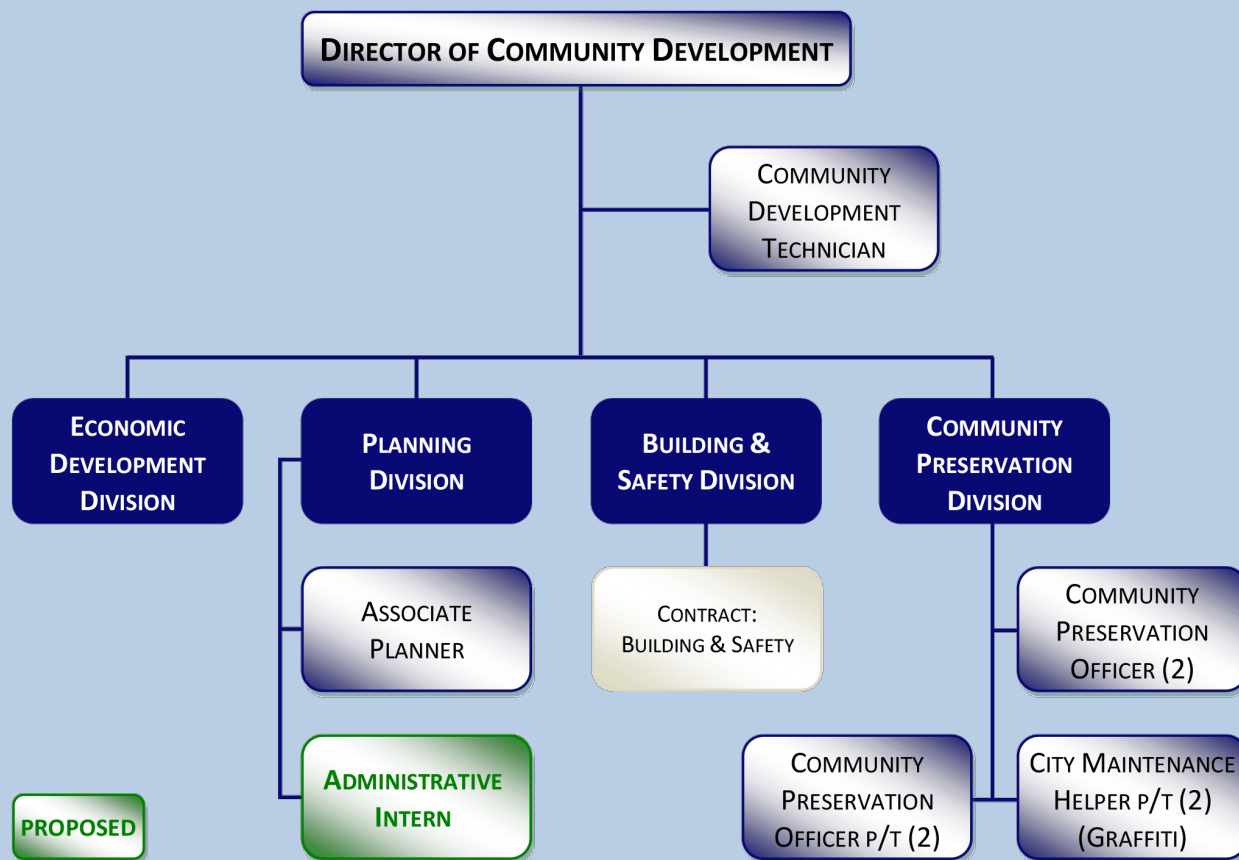 DIRECTOR OF COMMUNITY DEVELOPMENT
COMMUNITY
DEVELOPMENT
TECHNICIAN
ECONOMIC
DEVELOPMENT
DIVISION
PLANNING
DIVISION
BUILDING &
SAFETY DIVISION
COMMUNITY
PRESERVATION
DIVISION
ASSOCIATE
PLANNER
CONTRACT:
BUILDING & SAFETY
COMMUNITY
PRESERVATION
OFFICER (2)
ADMINISTRATIVE
INTERN
COMMUNITY
PRESERVATION
OFFICER P/T (2)
CITY MAINTENANCE
HELPER P/T (2)
(GRAFFITI)
PROPOSED